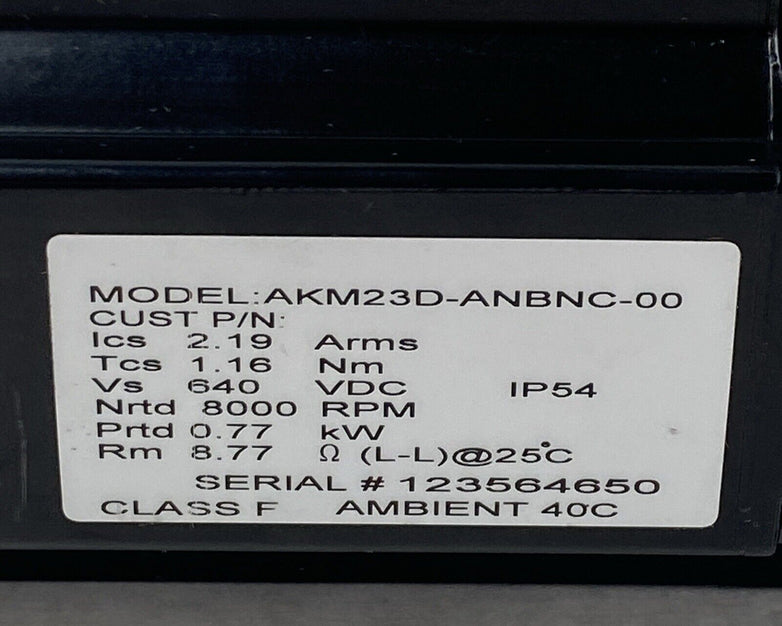 MODEL:AKM23D-ANBNC-00
CUST P/N:
Ics 2.19 Arms
Tcs 1.16 Nm
Vs 640 VDC IP54
Nrtd 8000 RPM
Prtd 0.77 kW
Rm 8.77 Ω (L-L)@25°C
SERIAL # 123564650
CLASS F AMBIENT 40°C